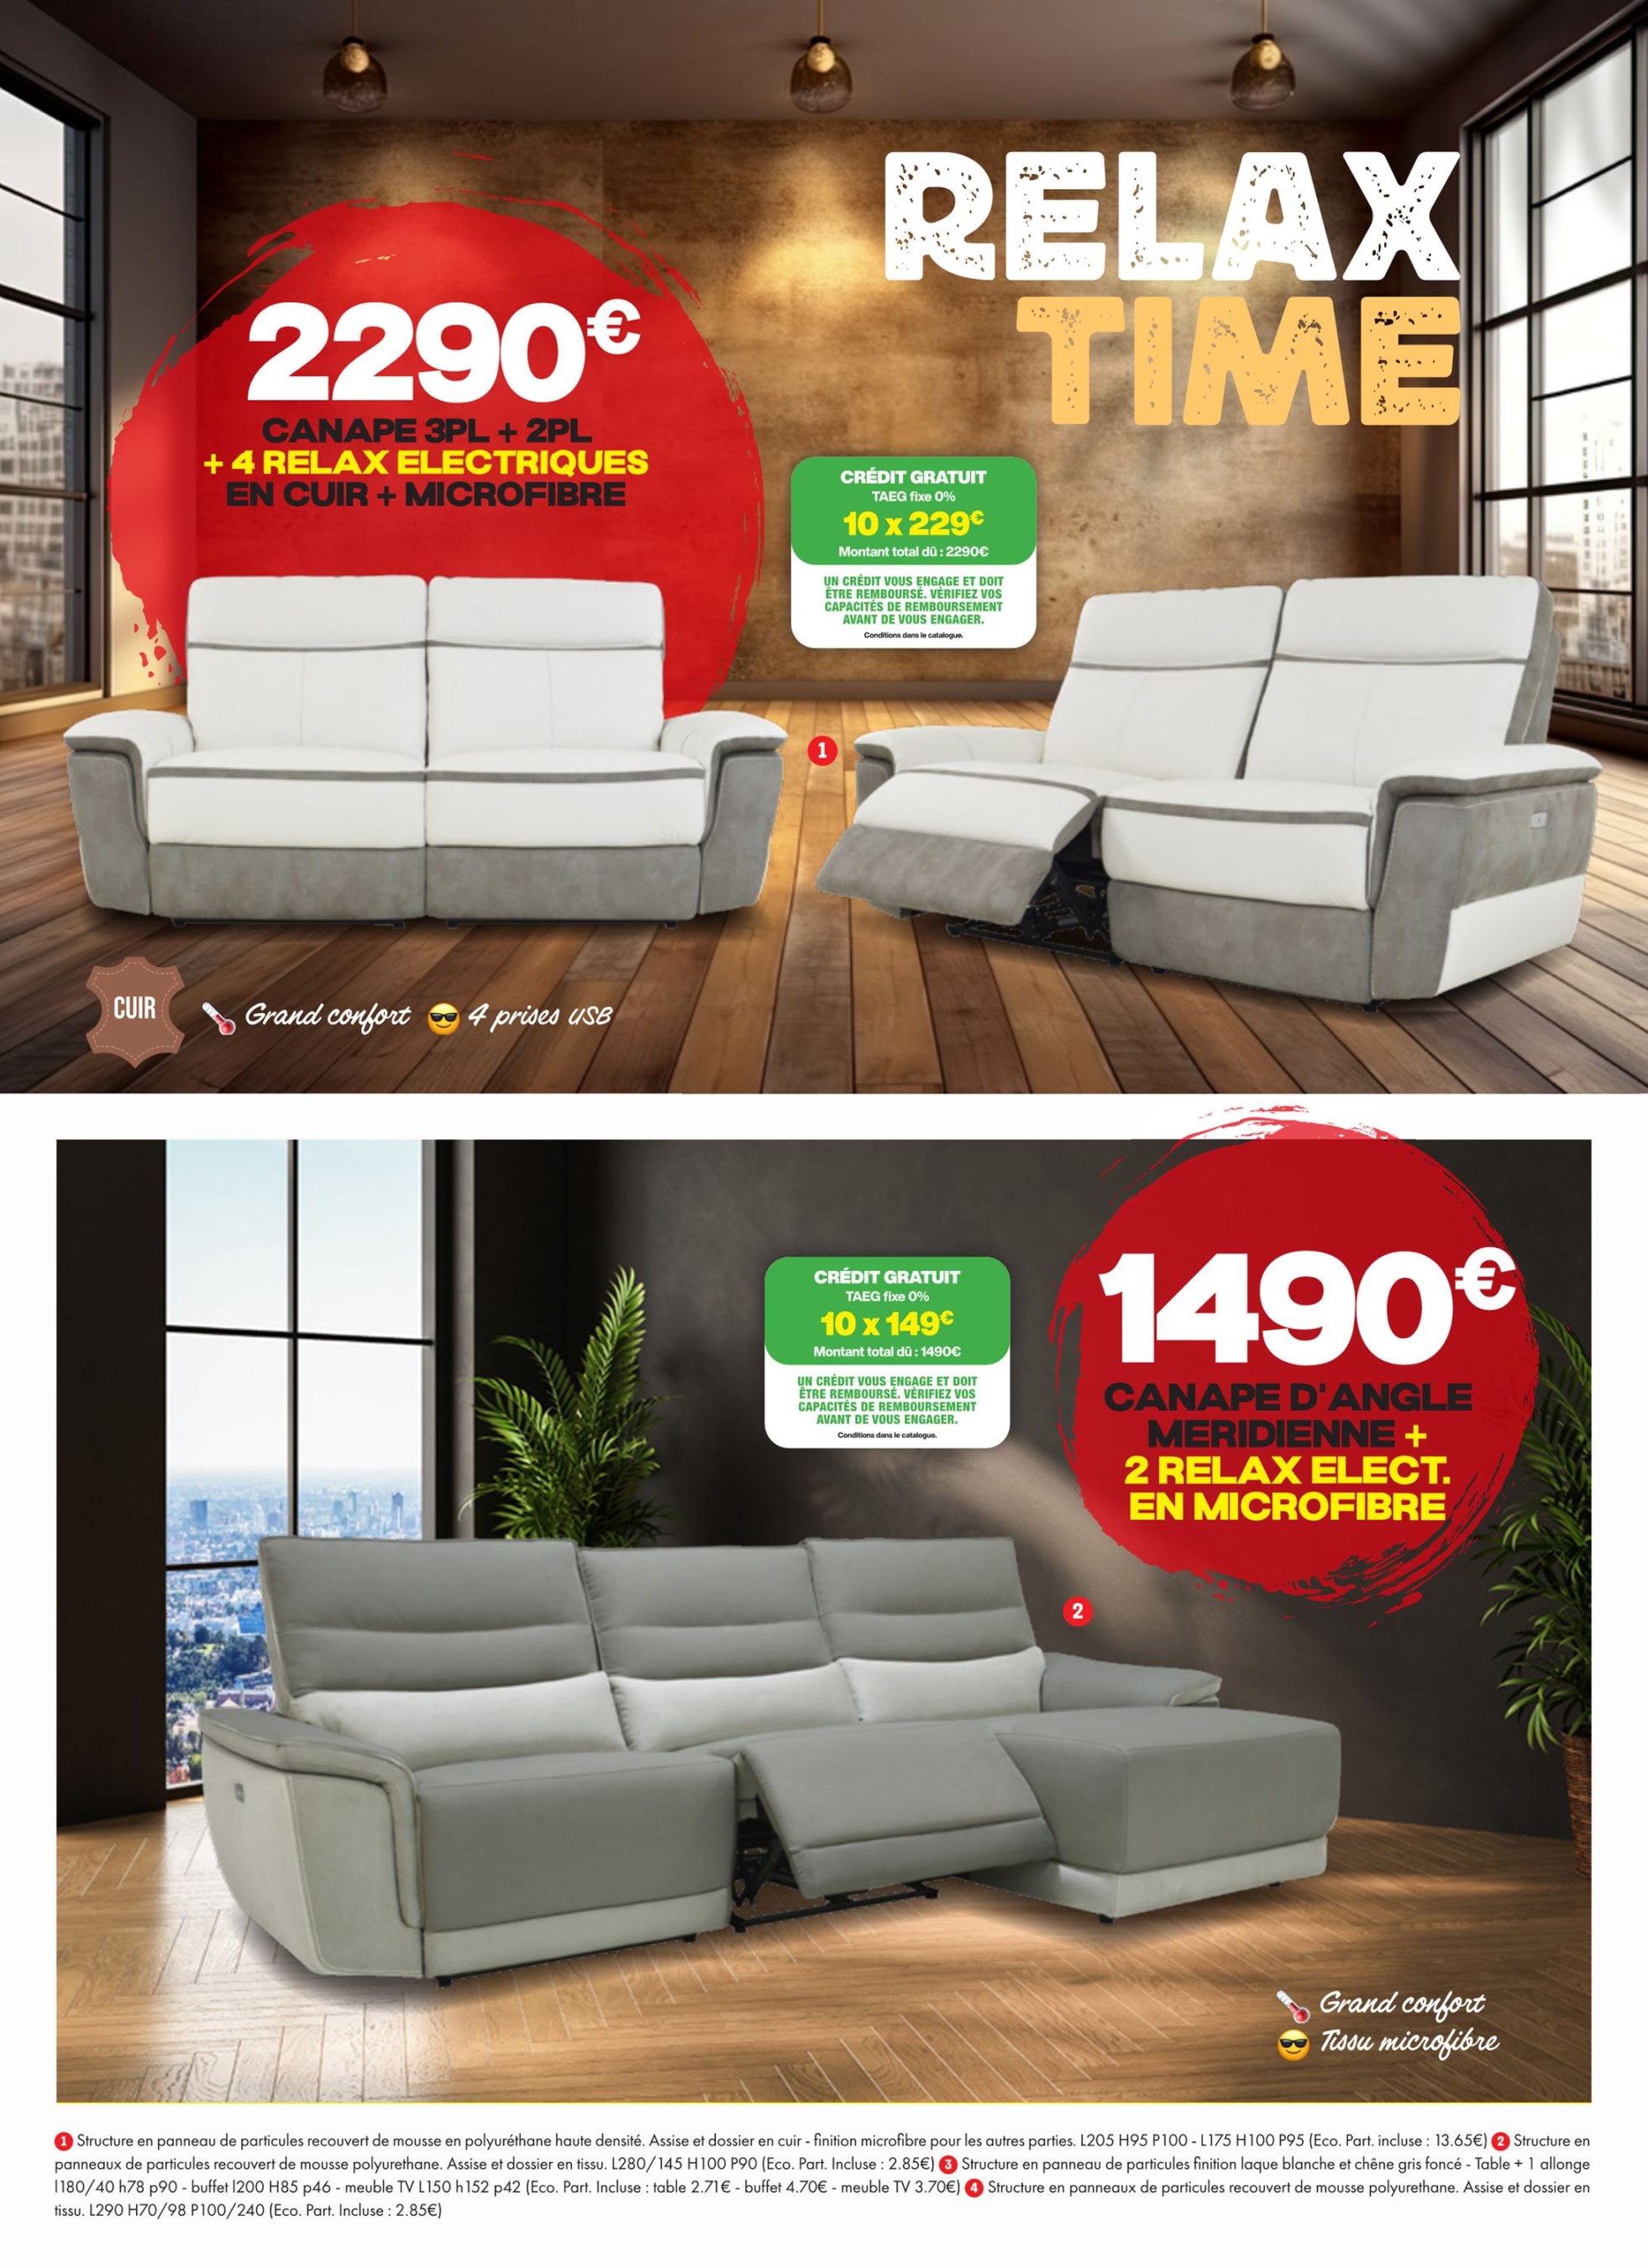 RELAX
TIME
2290€
CANAPE 3PL + 2PL
+ 4 RELAX ELECTRIQUES
EN CUIR + MICROFIBRE
CRÉDIT GRATUIT
TAEG fixe 0%
10 x 229€
Montant total dû : 2290€
UN CRÉDIT VOUS ENGAGE ET DOIT
ÊTRE REMBOURSÉ. VÉRIFIEZ VOS
CAPACITÉS DE REMBOURSEMENT
AVANT DE VOUS ENGAGER.
Conditions dans le catalogue.
1
CUIR
Grand confort 😎 4 prises USB
1490€
CANAPE D'ANGLE
MERIDIENNE +
2 RELAX ELECT.
EN MICROFIBRE
CRÉDIT GRATUIT
TAEG fixe 0%
10 x 149€
Montant total dû : 1490€
UN CRÉDIT VOUS ENGAGE ET DOIT
ÊTRE REMBOURSÉ. VÉRIFIEZ VOS
CAPACITÉS DE REMBOURSEMENT
AVANT DE VOUS ENGAGER.
Conditions dans le catalogue.
2
Grand confort
Tissu microfibre
1 Structure en panneau de particules recouvert de mousse en polyuréthane haute densité. Assise et dossier en cuir - finition microfibre pour les autres parties. L205 H95 P100 - L175 H100 P95 (Eco. Part. incluse : 13.65€) 2 Structure en
panneaux de particules recouvert de mousse polyurethane. Assise et dossier en tissu. L280/145 H100 P90 (Eco. Part. Incluse : 2.85€) 3 Structure en panneau de particules finition laque blanche et chêne gris foncé - Table + 1 allonge
l180/40 h78 p90 - buffet l200 H85 p46 - meuble TV L150 h152 p42 (Eco. Part. Incluse : table 2.71€ - buffet 4.70€ - meuble TV 3.70€) 4 Structure en panneaux de particules recouvert de mousse polyurethane. Assise et dossier en
tissu. L290 H70/98 P100/240 (Eco. Part. Incluse : 2.85€)